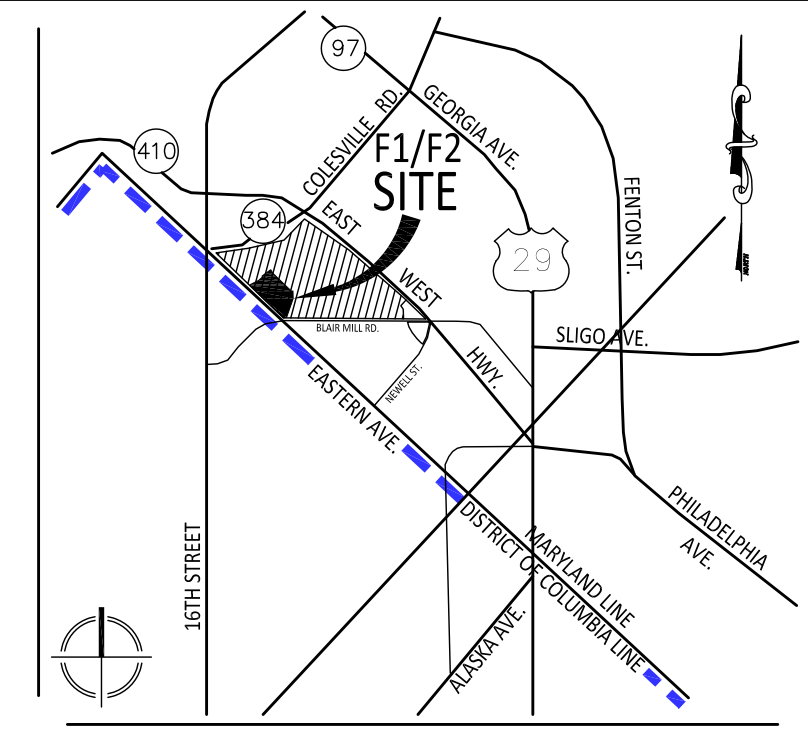 97
GEORGIA AVE.
COLESVILLE RD.
F1/F2
SITE
410
384
EAST
WEST
HWY.
FENTON ST.
29
BLAIR MILL RD.
SLIGO AVE.
NEWELL ST.
EASTERN AVE.
16TH STREET
PHILADELPHIA
AVE.
MARYLAND LINE
DISTRICT OF COLUMBIA LINE
ALASKA AVE.